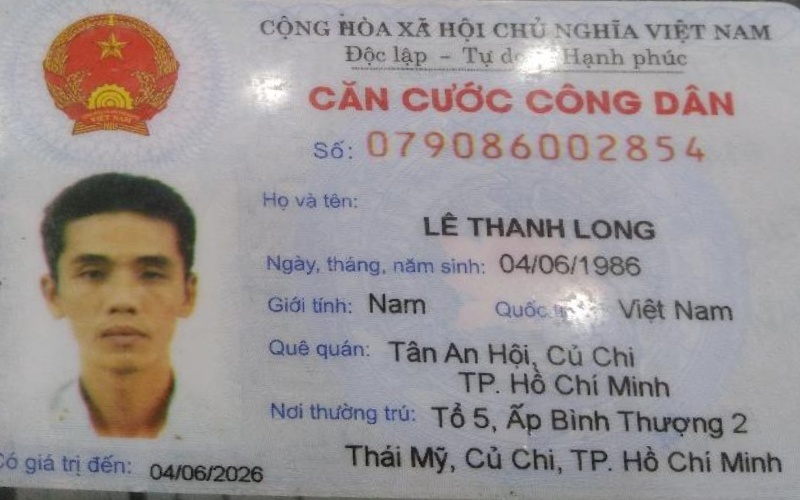 CỘNG HÒA XÃ HỘI CHỦ NGHĨA VIỆT NAM
Độc lập – Tự do Hạnh phúc
CĂN CƯỚC CÔNG DÂN
Số: 079086002854
Họ và tên:
LÊ THANH LONG
Ngày, tháng, năm sinh: 04/06/1986
Giới tính: Nam Quốc Việt Nam
Quê quán: Tân An Hội, Củ Chi
TP. Hồ Chí Minh
Nơi thường trú: Tổ 5, Ấp Bình Thượng 2
Thái Mỹ, Củ Chi, TP. Hồ Chí Minh
Có giá trị đến: 04/06/2026
VIỆT NAM